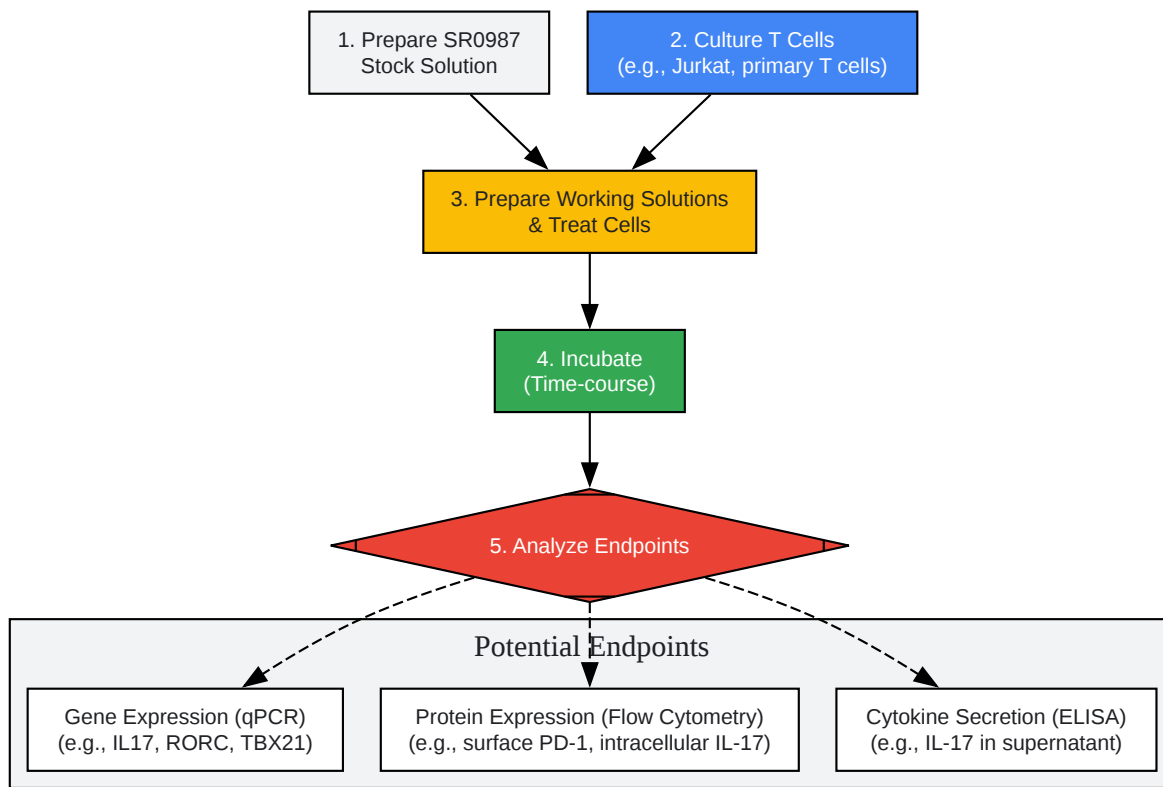 1. Prepare SR0987
Stock Solution
2. Culture T Cells
(e.g., Jurkat, primary T cells)
3. Prepare Working Solutions
& Treat Cells
4. Incubate
(Time-course)
5. Analyze Endpoints
Potential Endpoints
Gene Expression (qPCR)
(e.g., IL17, RORC, TBX21)
Protein Expression (Flow Cytometry)
(e.g., surface PD-1, intracellular IL-17)
Cytokine Secretion (ELISA)
(e.g., IL-17 in supernatant)